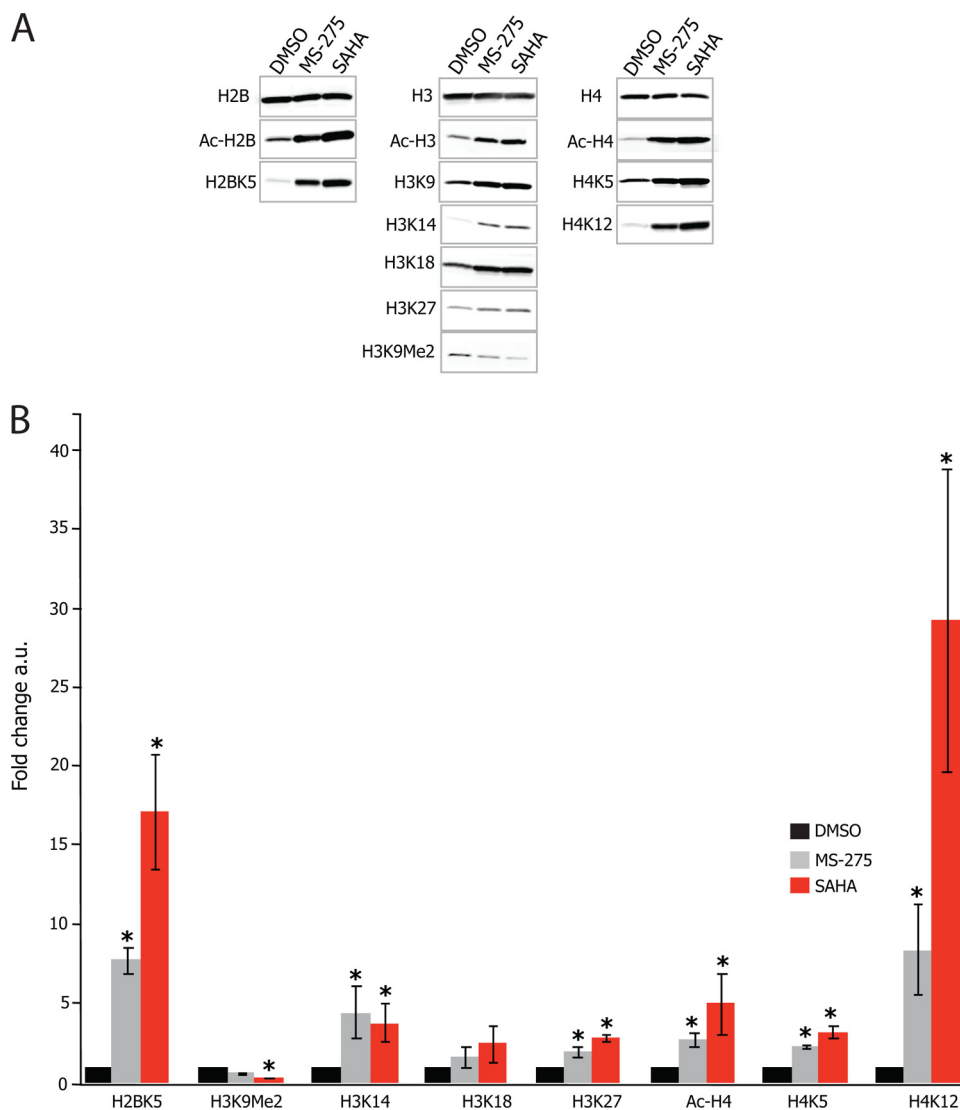 A
DMSO MS-275 SAHA
H2B
Ac-H2B
H2BK5
DMSO MS-275 SAHA
H3
Ac-H3
H3K9
H3K14
H3K18
H3K27
H3K9Me2
DMSO MS-275 SAHA
H4
Ac-H4
H4K5
H4K12
B
Fold change a.u.
40
35
30
25
20
15
10
5
0
* * * * * * * * * * * * *
DMSO
MS-275
SAHA
H2BK5 H3K9Me2 H3K14 H3K18 H3K27 Ac-H4 H4K5 H4K12